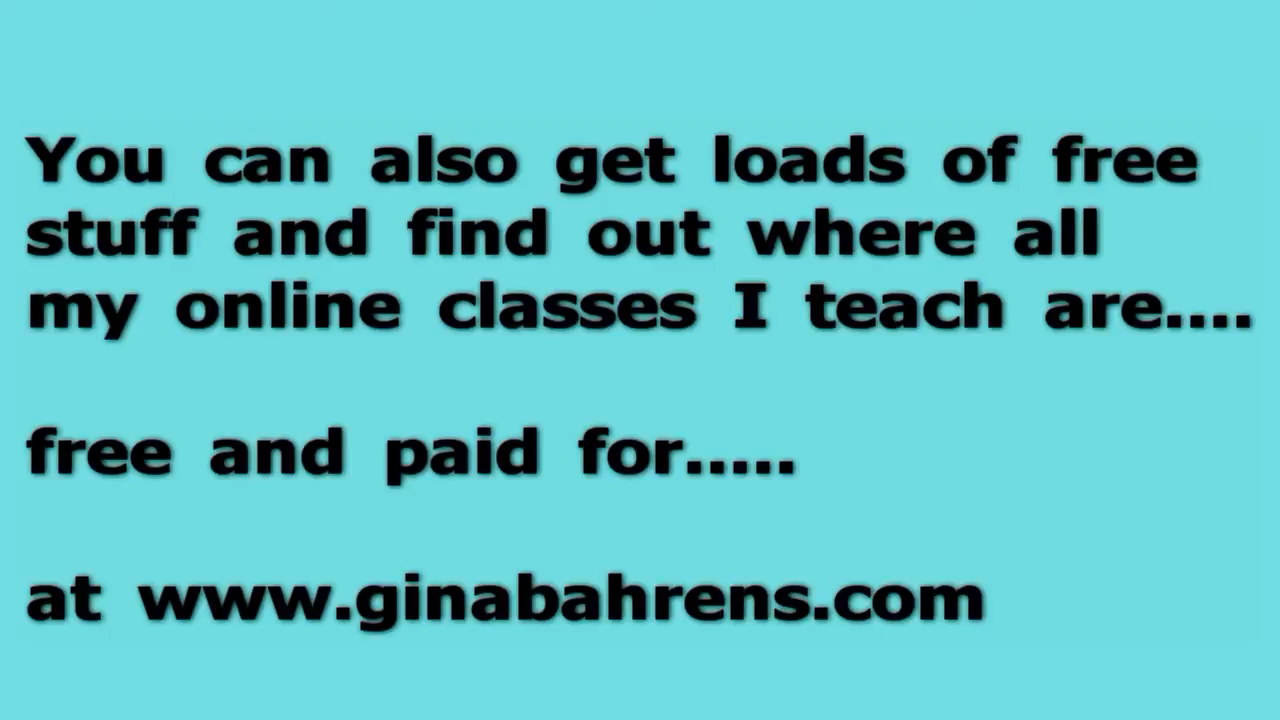 You can also get loads of free
stuff and find out where all
my online classes I teach are....
free and paid for.....
at www.ginabahrens.com